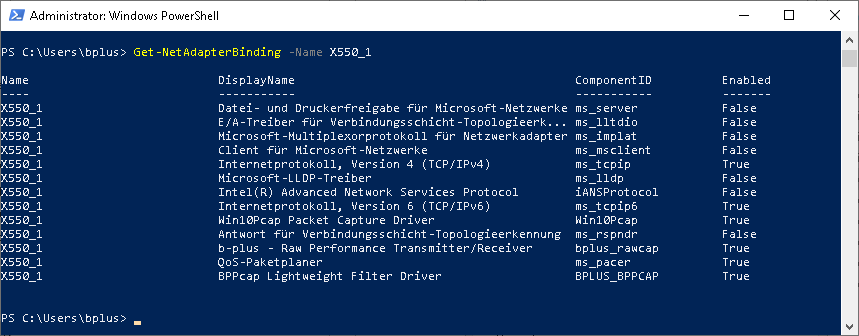 Administrator: Windows PowerShell
PS C:\Users\bplus> Get-NetAdapterBinding -Name X550_1
Name DisplayName ComponentID Enabled
---- ----------- ----------- -------
X550_1 Datei- und Druckerfreigabe für Microsoft-Netzwerke ms_server False
X550_1 E/A-Treiber für Verbindungsschicht-Topologieerk... ms_lltdio False
X550_1 Microsoft-Multiplexorprotokoll für Netzwerkadapter ms_implat False
X550_1 Client für Microsoft-Netzwerke ms_msclient False
X550_1 Internetprotokoll, Version 4 (TCP/IPv4) ms_tcpip True
X550_1 Microsoft-LLDP-Treiber ms_lldp False
X550_1 Intel(R) Advanced Network Services Protocol iANSProtocol False
X550_1 Internetprotokoll, Version 6 (TCP/IPv6) ms_tcpip6 True
X550_1 Win10Pcap Packet Capture Driver Win10Pcap True
X550_1 Antwort für Verbindungsschicht-Topologieerkennung ms_rspndr False
X550_1 b-plus - Raw Performance Transmitter/Receiver bplus_rawcap True
X550_1 QoS-Paketplaner ms_pacer True
X550_1 BPPcap Lightweight Filter Driver BPLUS_BPPCAP True
PS C:\Users\bplus>